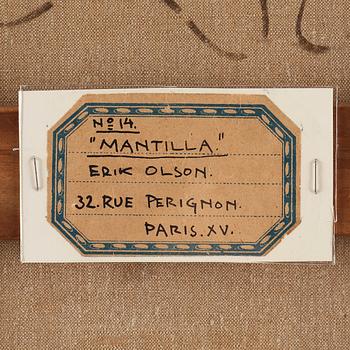 No 14.
"MANTILLA."
ERIK OLSON.
32. RUE PERIGNON.
PARIS. XV.